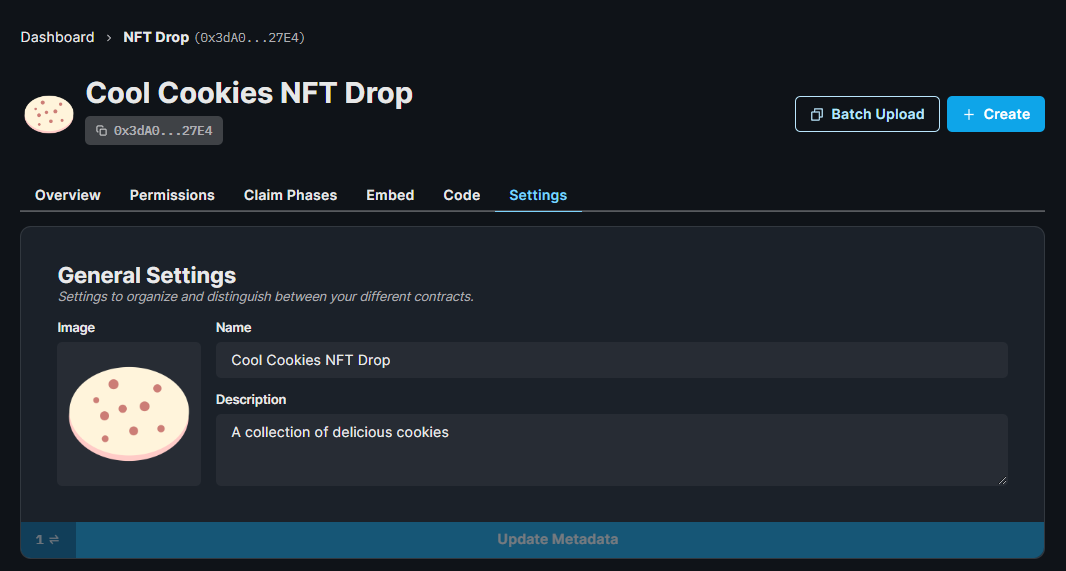 Dashboard › NFT Drop (0x3dA0...27E4)
Cool Cookies NFT Drop
0x3dA0...27E4
Batch Upload
+ Create
Overview Permissions Claim Phases Embed Code Settings
General Settings
Settings to organize and distinguish between your different contracts.
Image
Name
Cool Cookies NFT Drop
Description
A collection of delicious cookies
1 ⇌ Update Metadata